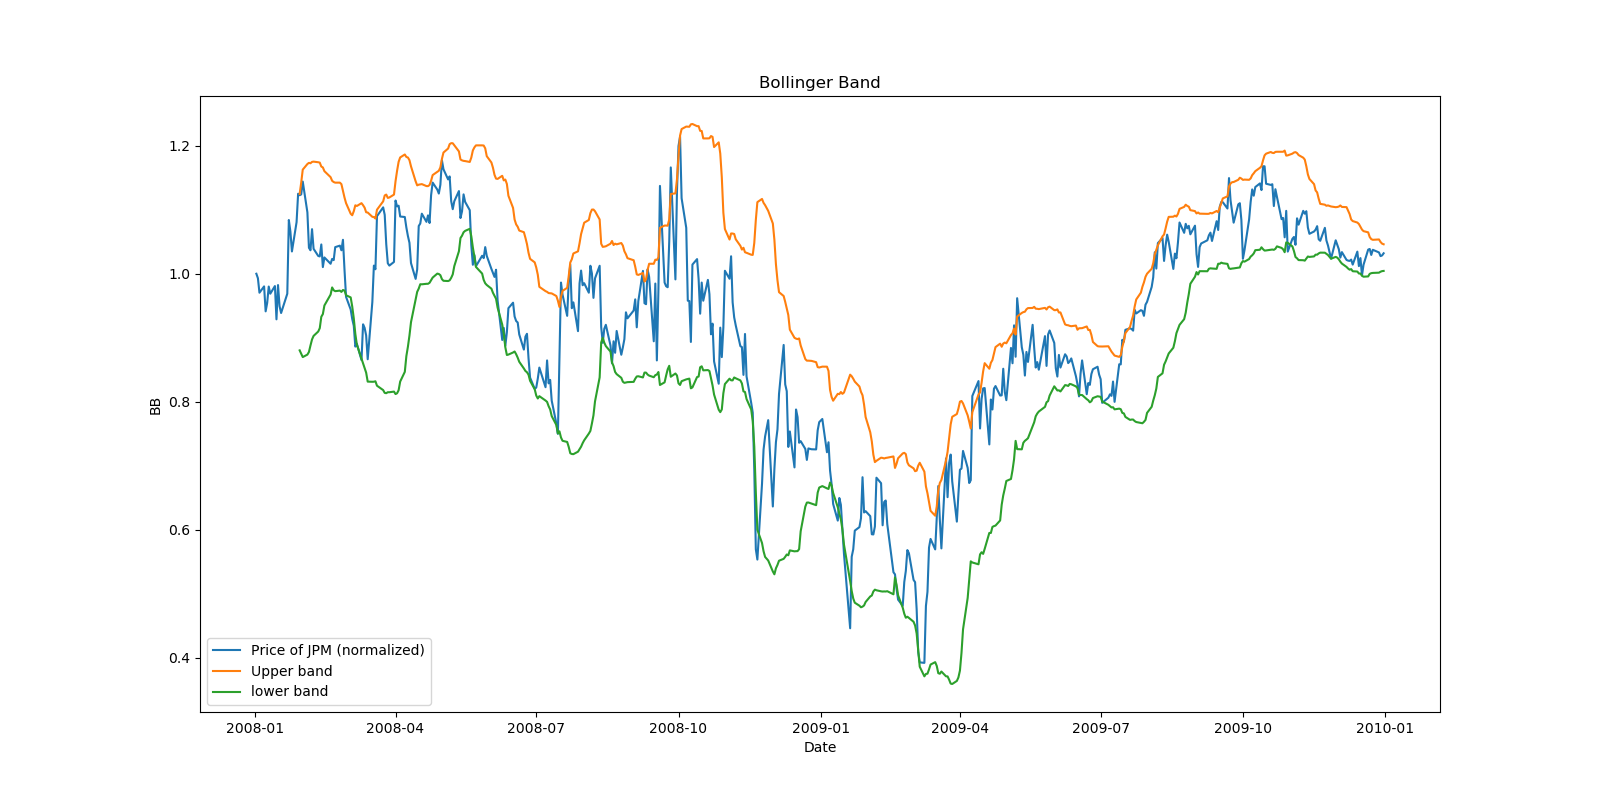 Bollinger Band
BB
1.2
1.0
0.8
0.6
0.4
Price of JPM (normalized)
Upper band
lower band
2008-01 2008-04 2008-07 2008-10 2009-01 2009-04 2009-07 2009-10 2010-01
Date